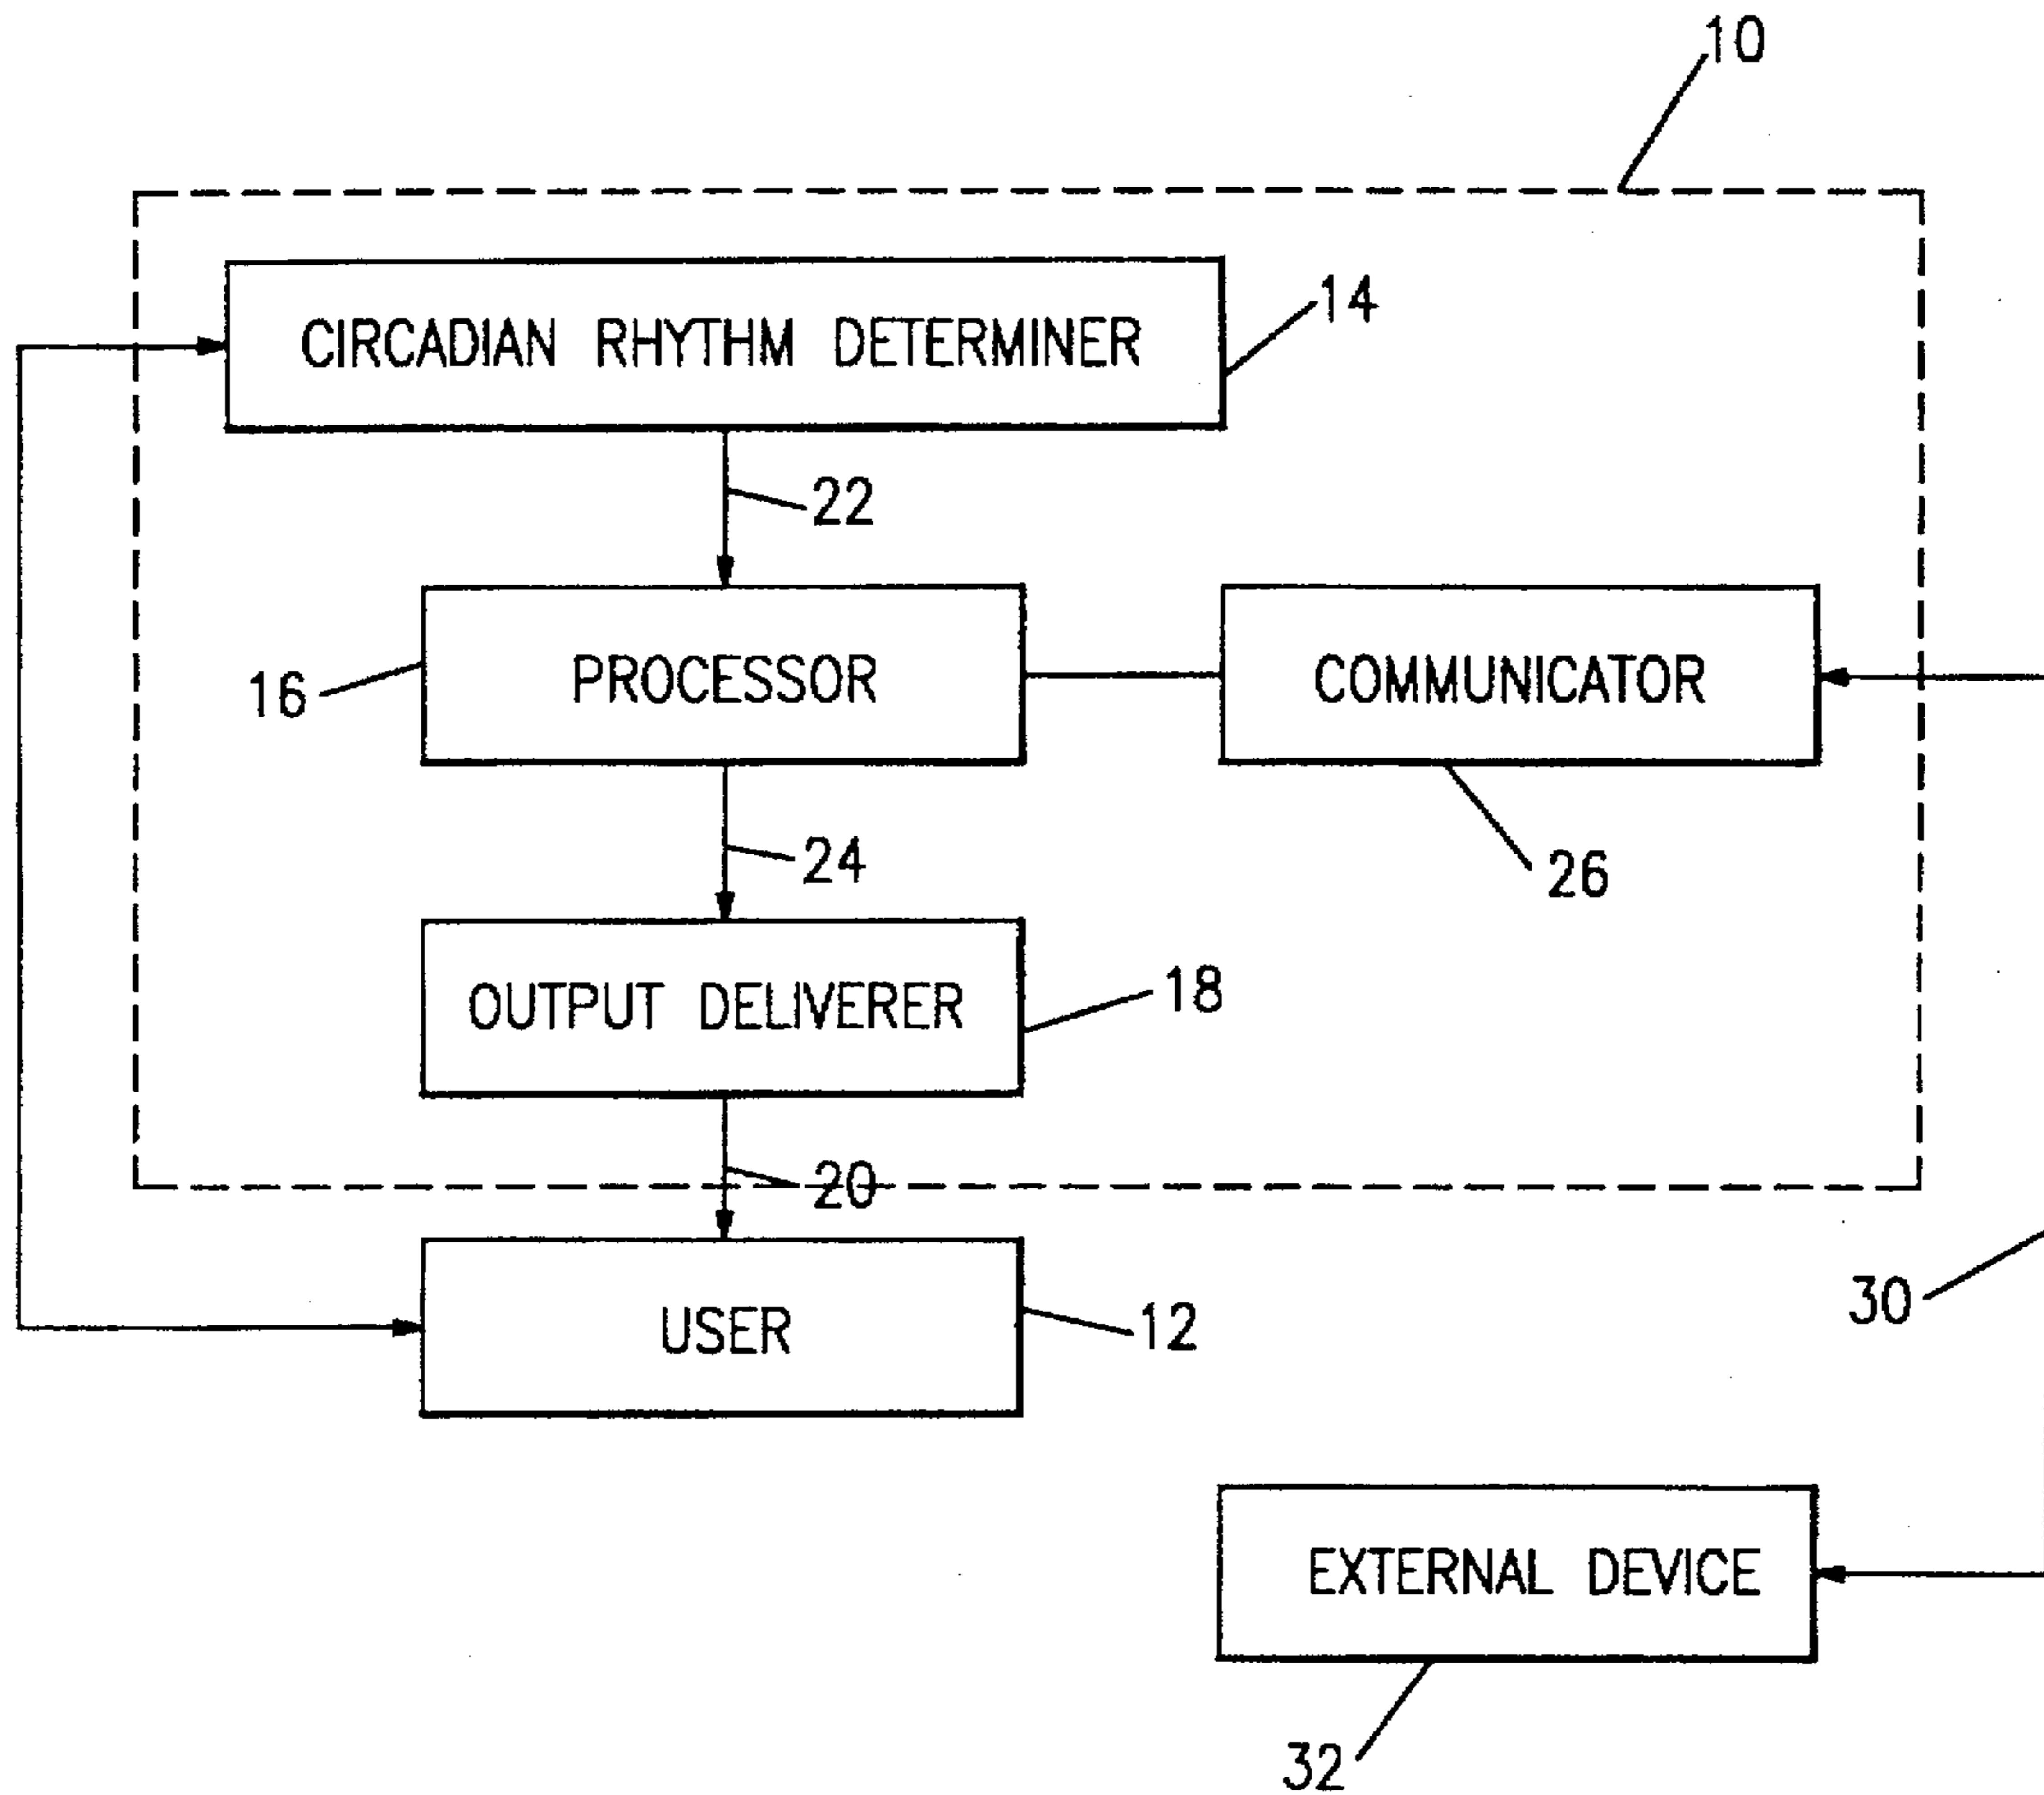 10
CIRCADIAN RHYTHM DETERMINER
14
22
16
PROCESSOR
COMMUNICATOR
24
26
OUTPUT DELIVERER
18
20
30
USER
12
EXTERNAL DEVICE
32